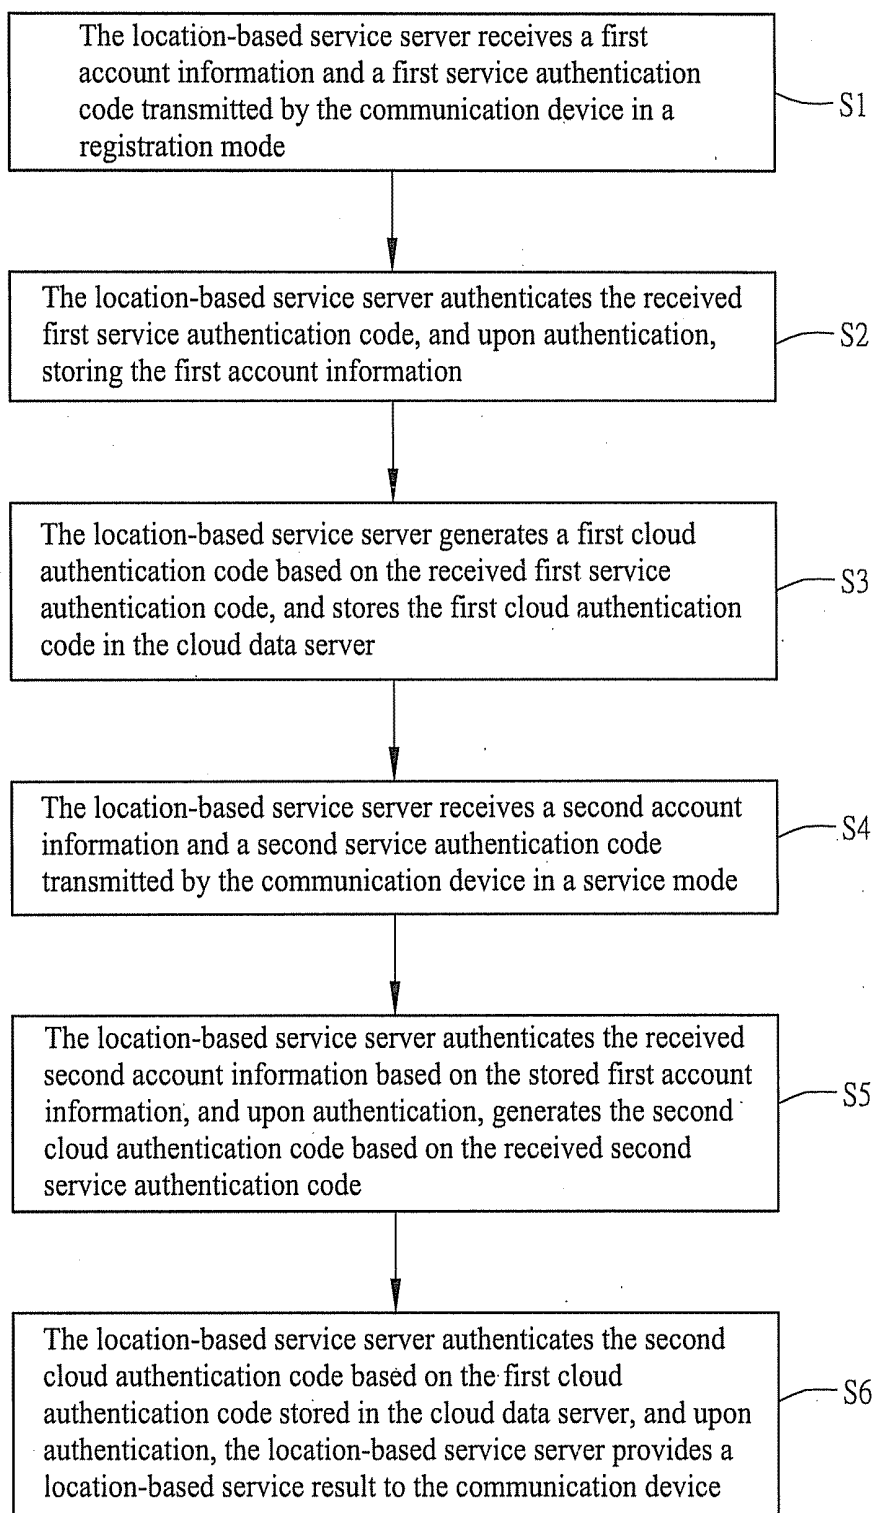 The location-based service server receives a first
account information and a first service authentication
code transmitted by the communication device in a
registration mode
S1
The location-based service server authenticates the received
first service authentication code, and upon authentication,
storing the first account information
S2
The location-based service server generates a first cloud
authentication code based on the received first service
authentication code, and stores the first cloud authentication
code in the cloud data server
S3
The location-based service server receives a second account
information and a second service authentication code
transmitted by the communication device in a service mode
S4
The location-based service server authenticates the received
second account information based on the stored first account
information, and upon authentication, generates the second
cloud authentication code based on the received second
service authentication code
S5
The location-based service server authenticates the second
cloud authentication code based on the first cloud
authentication code stored in the cloud data server, and upon
authentication, the location-based service server provides a
location-based service result to the communication device
S6